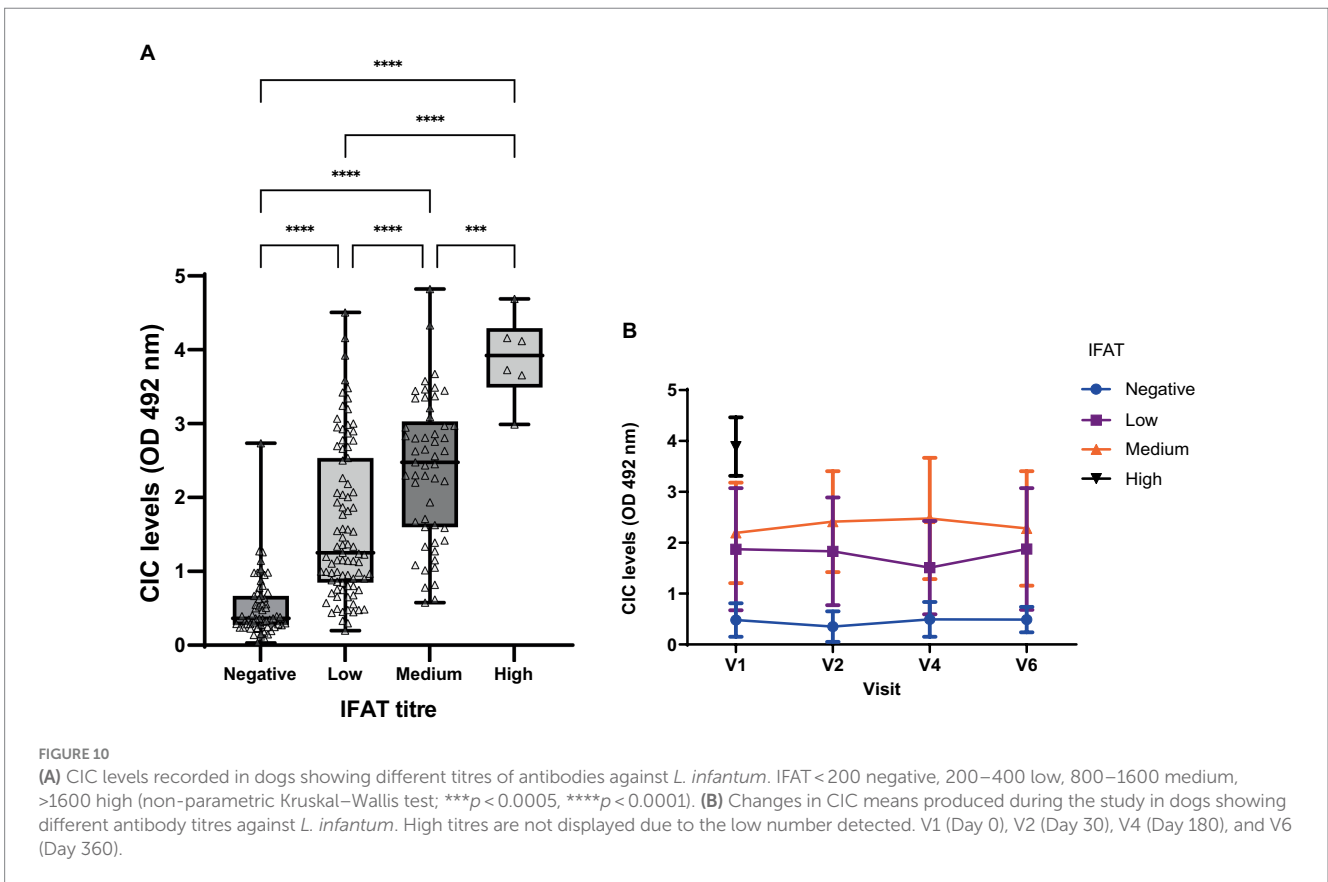 A
****
****
****
**** **** ***
5
4
3
2
1
0
CIC levels (OD 492 nm)
Negative Low Medium High
IFAT titre
B
5
4
3
2
1
0
CIC levels (OD 492 nm)
V1 V2 V4 V6
Visit
IFAT
Negative
Low
Medium
High
FIGURE 10
(A) CIC levels recorded in dogs showing different titres of antibodies against L. infantum. IFAT < 200 negative, 200–400 low, 800–1600 medium,
>1600 high (non-parametric Kruskal–Wallis test; ***p < 0.0005, ****p < 0.0001). (B) Changes in CIC means produced during the study in dogs showing
different antibody titres against L. infantum. High titres are not displayed due to the low number detected. V1 (Day 0), V2 (Day 30), V4 (Day 180), and V6
(Day 360).